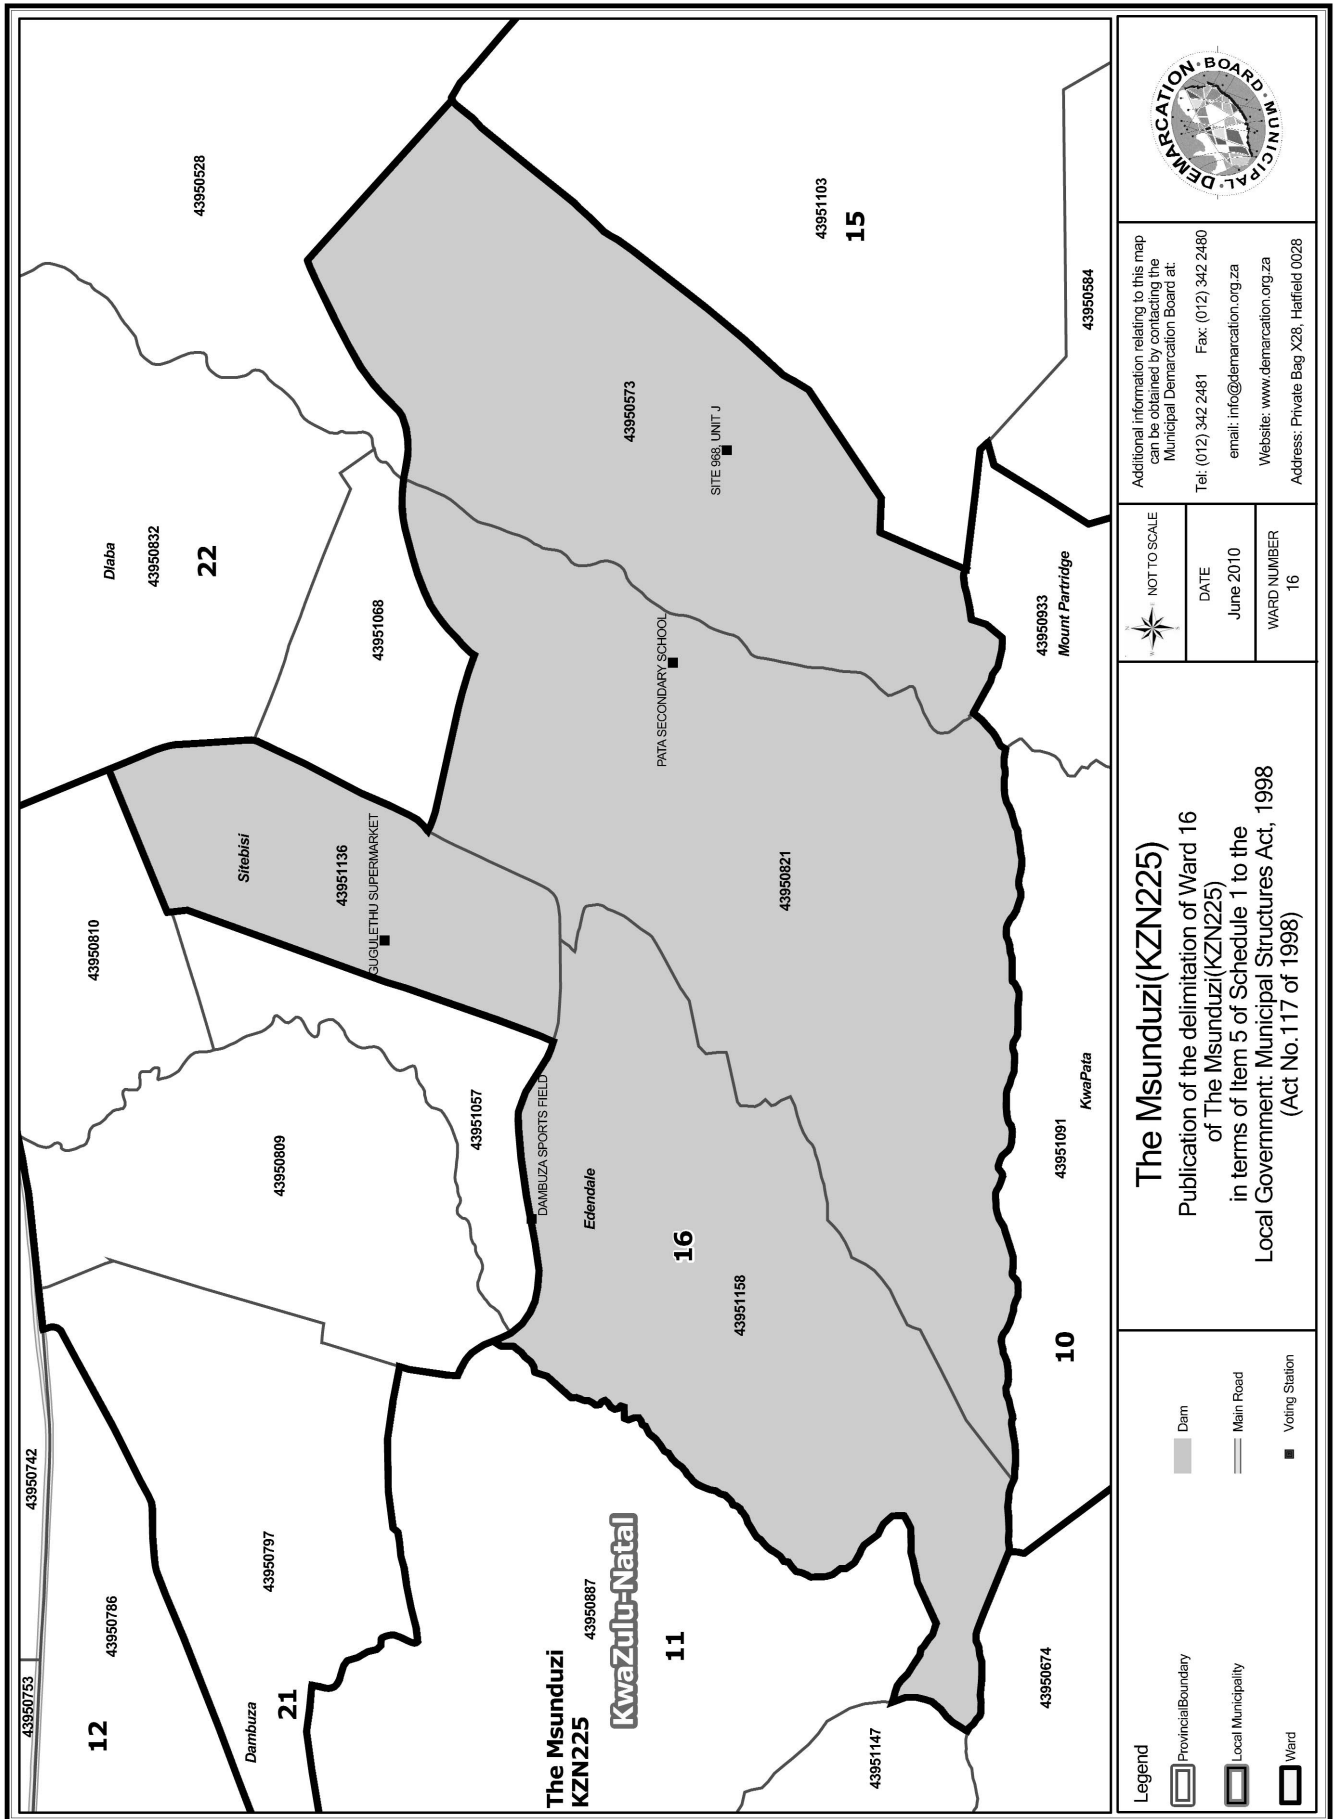 43950753
43950742
12
43950786
Dambuza
21
43950797
43950809
43950810
Dlaba
43950832
22
43950528
43951068
Sitebisi
43951136
GUGULETHU SUPERMARKET
43951057
DAMBUZA SPORTS FIELD
Edendale
16
43951158
The Msunduzi
KZN225
43950887
KwaZulu-Natal
11
43951147
43950674
10
43951091
KwaPata
43950821
PATA SECONDARY SCHOOL
43950573
SITE 968, UNIT J
43951103
15
43950584
43950933
Mount Partridge
Legend
ProvincialBoundary
Local Municipality
Ward
Dam
Main Road
Voting Station
The Msunduzi(KZN225)
Publication of the delimitation of Ward 16
of The Msunduzi(KZN225)
in terms of Item 5 of Schedule 1 to the
Local Government: Municipal Structures Act, 1998
(Act No.117 of 1998)
NOT TO SCALE
DATE
June 2010
WARD NUMBER
16
Additional information relating to this map
can be obtained by contacting the
Municipal Demarcation Board at:
Tel: (012) 342 2481 Fax: (012) 342 2480
email: info@demarcation.org.za
Website: www.demarcation.org.za
Address: Private Bag X28, Hatfield 0028
MUNICIPAL · DEMARCATION · BOARD ·